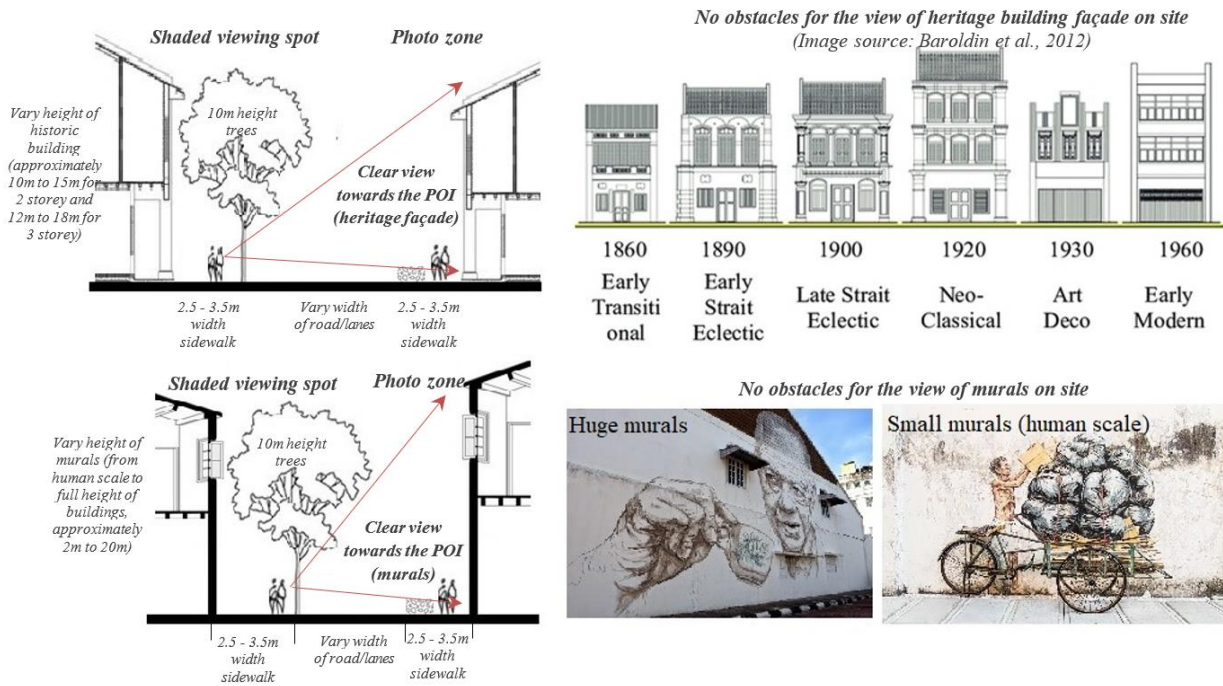 Shaded viewing spot
Photo zone
Vary height of
historic
building
(approximately
10m to 15m for
2 storey and
12m to 18m for
3 storey)
10m height
trees
Clear view
towards the POI
(heritage façade)
2.5 - 3.5m
width
sidewalk
Vary width
of road/lanes
2.5 - 3.5m
width
sidewalk
No obstacles for the view of heritage building façade on site
(Image source: Baroldin et al., 2012)
1860
Early
Transiti
onal
1890
Early
Strait
Eclectic
1900
Late Strait
Eclectic
1920
Neo-
Classical
1930
Art
Deco
1960
Early
Modern
Shaded viewing spot
Photo zone
Vary height of
murals (from
human scale to
full height of
buildings,
approximately
2m to 20m)
10m height
trees
Clear view
towards the POI
(murals)
2.5 - 3.5m
width
sidewalk
Vary width
of road/lanes
2.5 - 3.5m
width
sidewalk
No obstacles for the view of murals on site
Huge murals
Small murals (human scale)